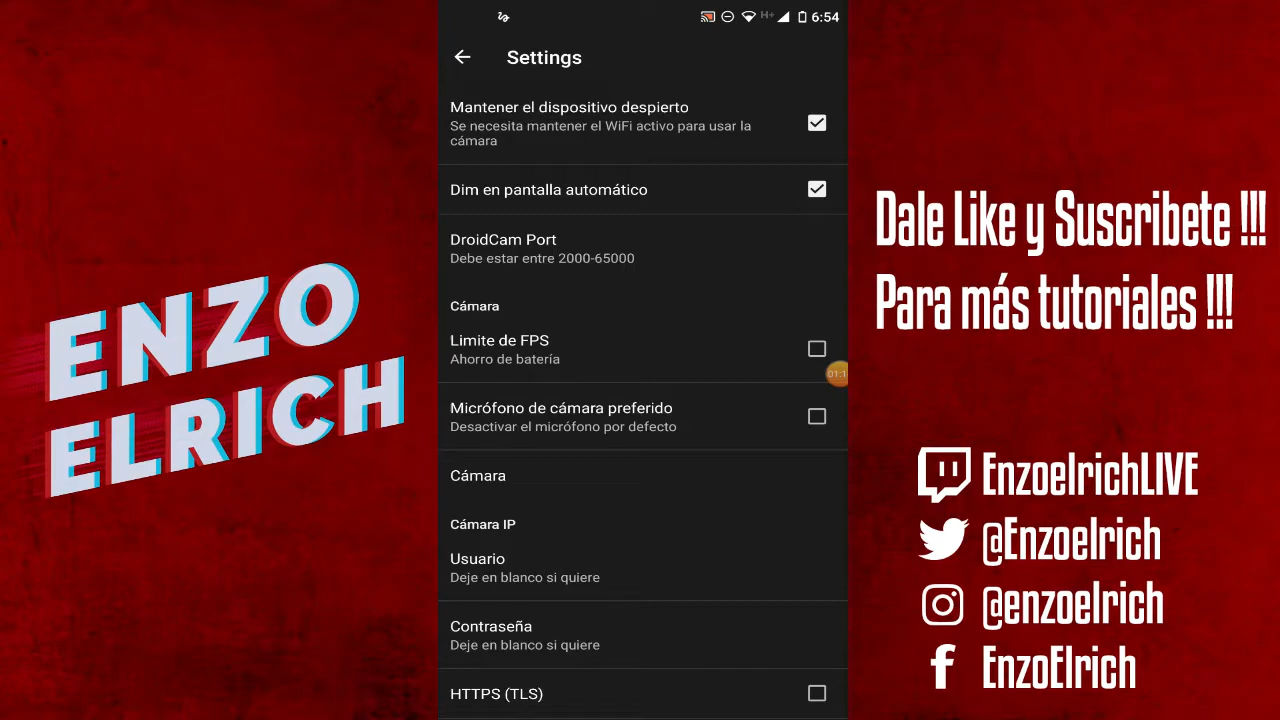 ENZO
ELRICH
H+ 6:54
Settings
Mantener el dispositivo despierto
Se necesita mantener el WiFi activo para usar la
cámara
Dim en pantalla automático
DroidCam Port
Debe estar entre 2000-65000
Cámara
Limite de FPS
Ahorro de batería
01:1
Micrófono de cámara preferido
Desactivar el micrófono por defecto
Cámara
Cámara IP
Usuario
Deje en blanco si quiere
Contraseña
Deje en blanco si quiere
HTTPS (TLS)
Dale Like y Suscribete !!!
Para más tutoriales !!!
EnzoelrichLIVE
@Enzoelrich
@enzoelrich
EnzoElrich